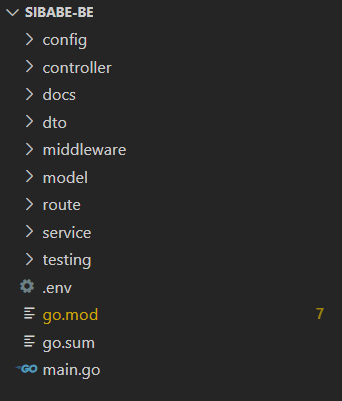 SIBABE-BE
config
controller
docs
dto
middleware
model
route
service
testing
.env
go.mod 7
go.sum
GO main.go